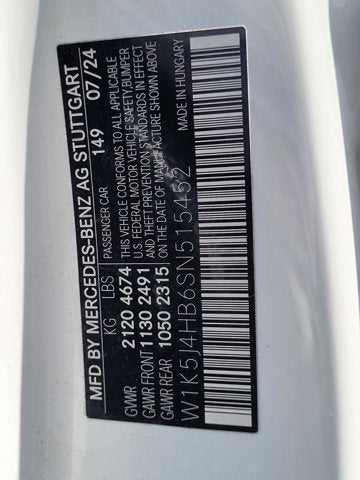 MFD BY MERCEDES-BENZ AG STUTTGART
PASSENGER CAR 149 07/24
KG LBS
GVWR 2120 4674
GAWR FRONT 1130 2491
GAWR REAR 1050 2315
THIS VEHICLE CONFORMS TO ALL APPLICABLE
U.S. FEDERAL MOTOR VEHICLE SAFETY,BUMPER
AND THEFT PREVENTION STANDARDS IN EFFECT
ON THE DATE OF MANUFACTURE SHOWN ABOVE
W1K5J4HB6SN515452 MADE IN HUNGARY